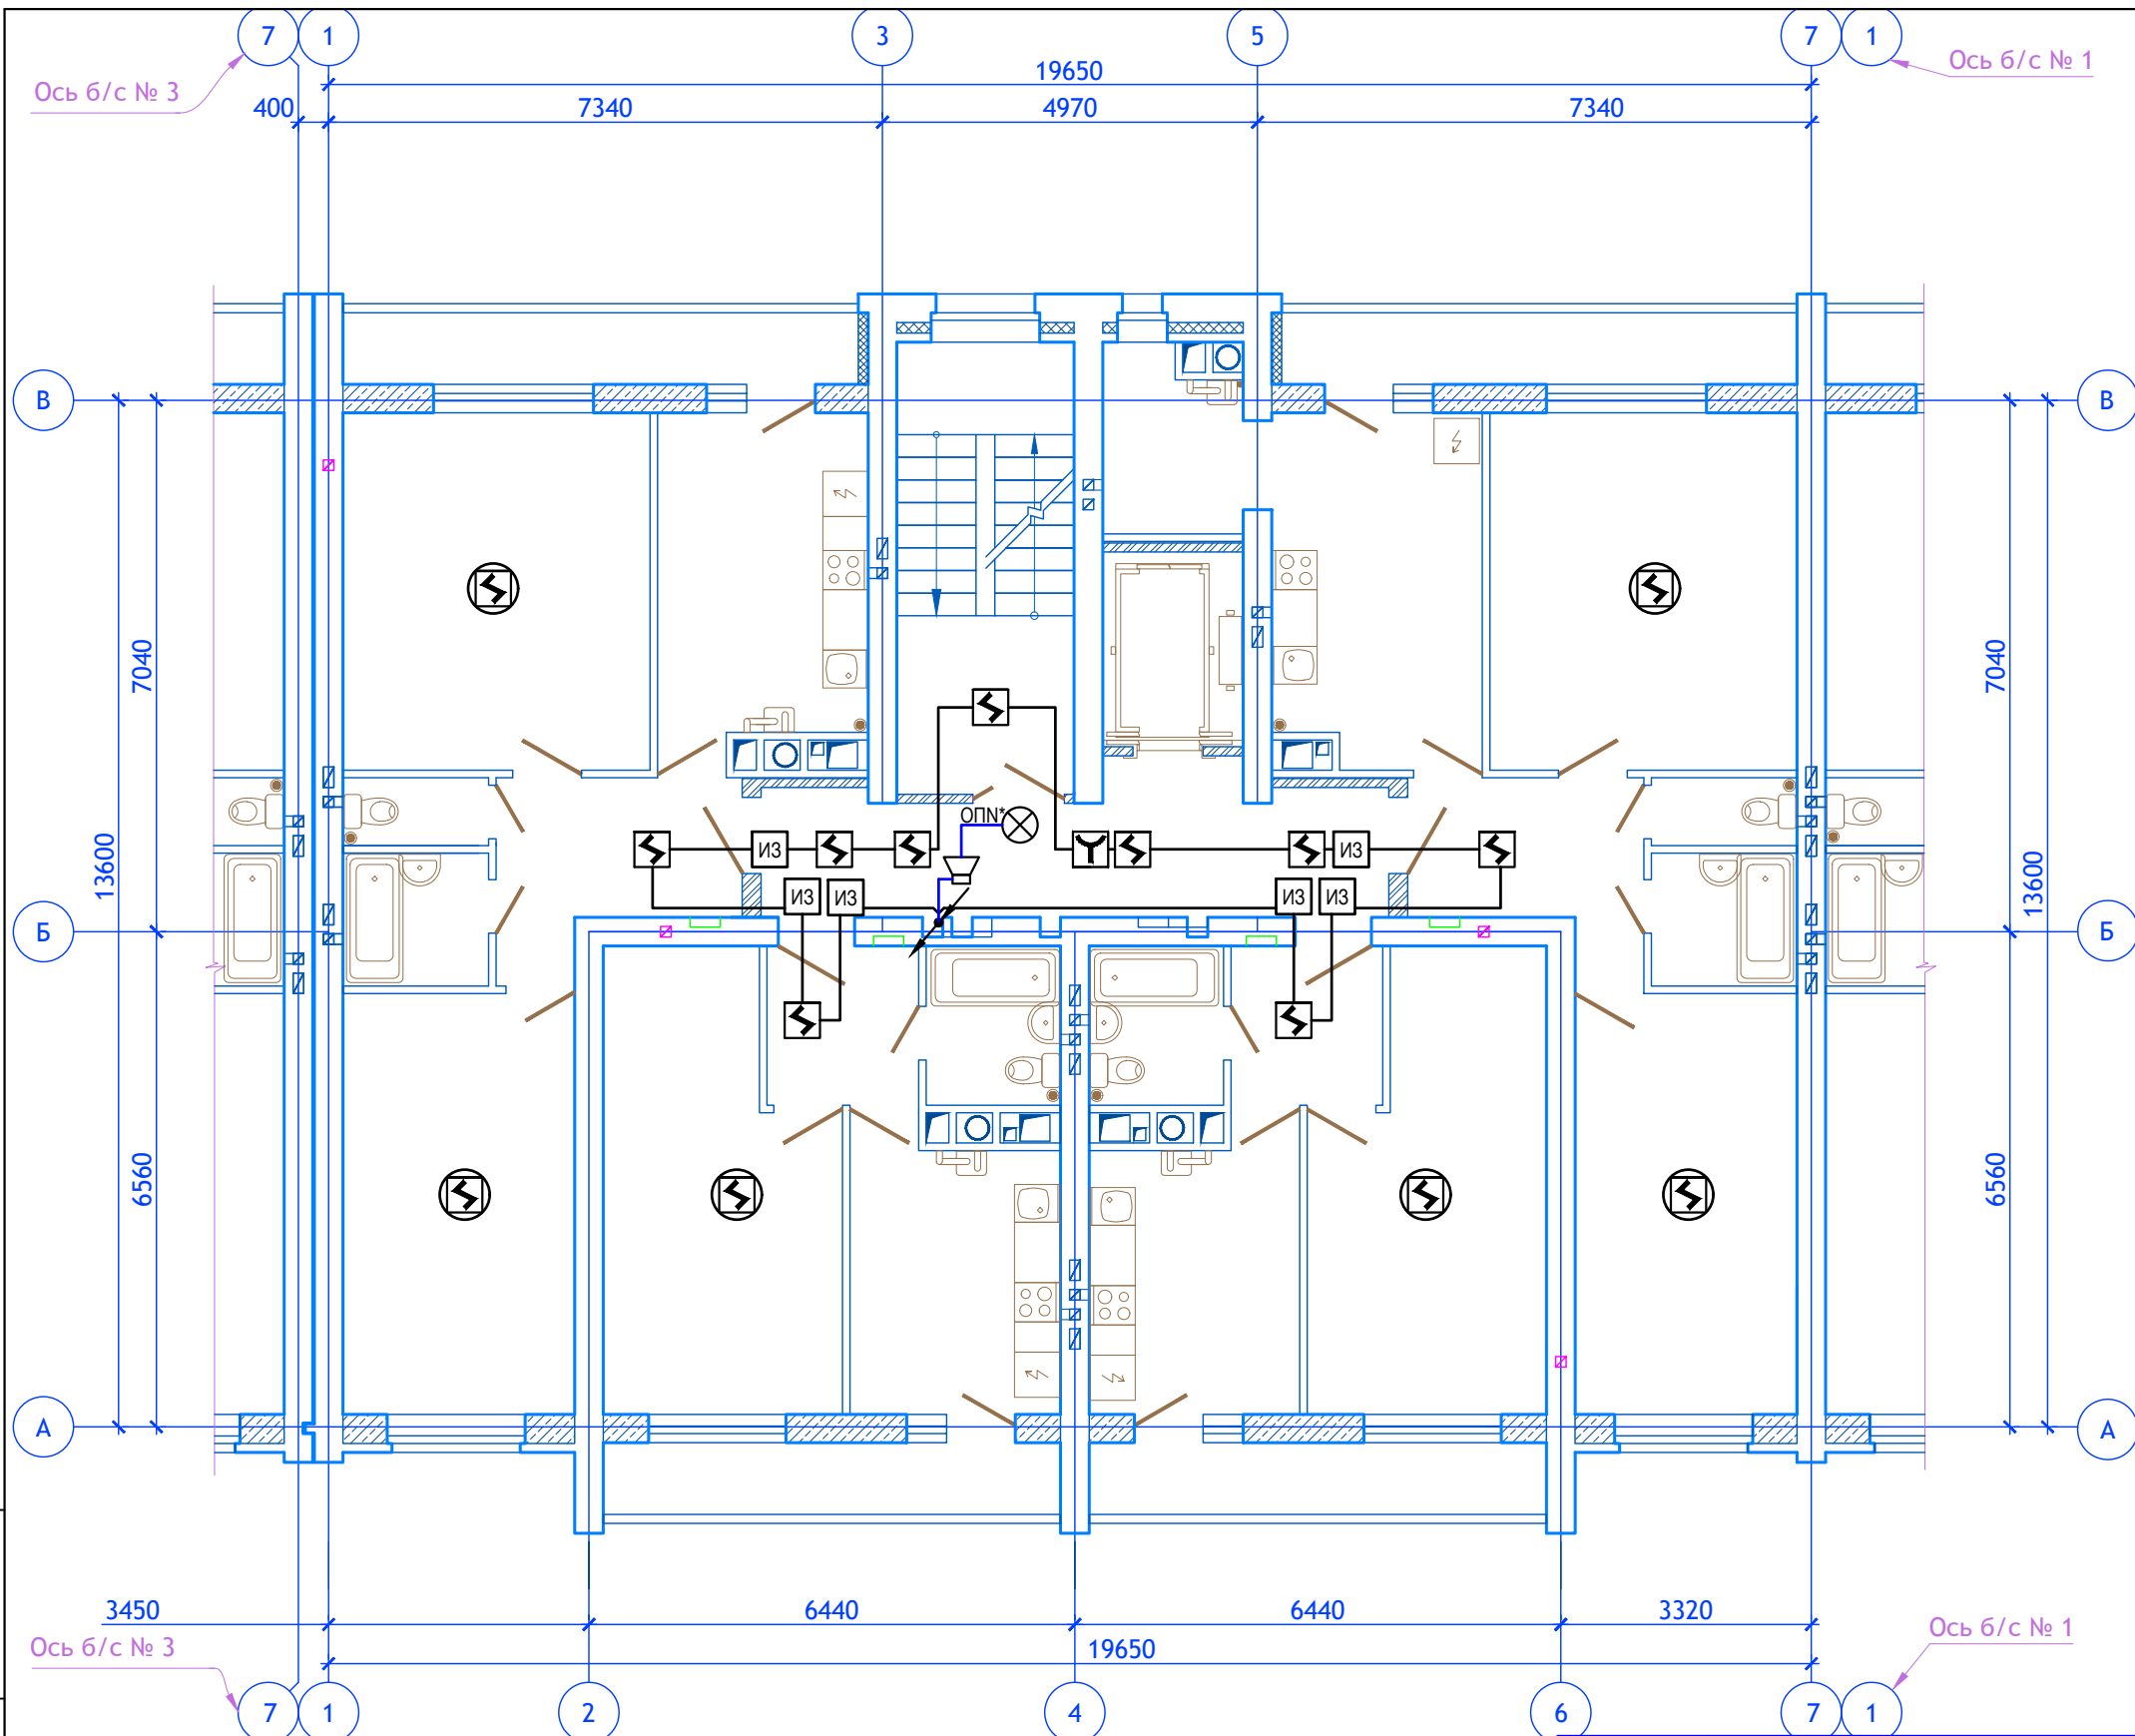 7 1 3 5 7 1
Ось б/с № 3
Ось б/с № 1
19650
400 7340 4970 7340
В В
7040 7040
13600 13600
ОПN*
ИЗ ИЗ
ИЗ ИЗ ИЗ ИЗ
Б Б
6560 6560
А А
3450 6440 6440 3320
19650
Ось б/с № 3
Ось б/с № 1
7 1 2 4 6 7 1